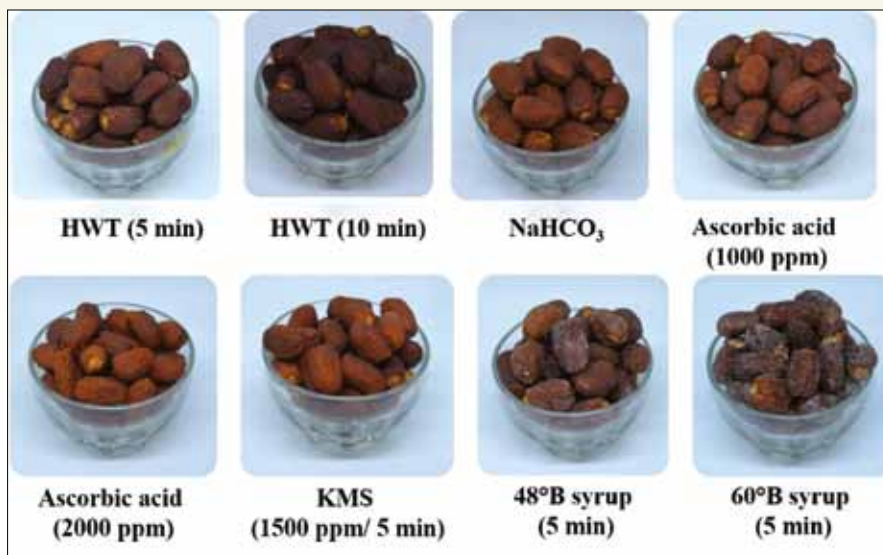 HWT (5 min)
HWT (10 min)
NaHCO₃
Ascorbic acid
(1000 ppm)
Ascorbic acid
(2000 ppm)
KMS
(1500 ppm/ 5 min)
48°B syrup
(5 min)
60°B syrup
(5 min)